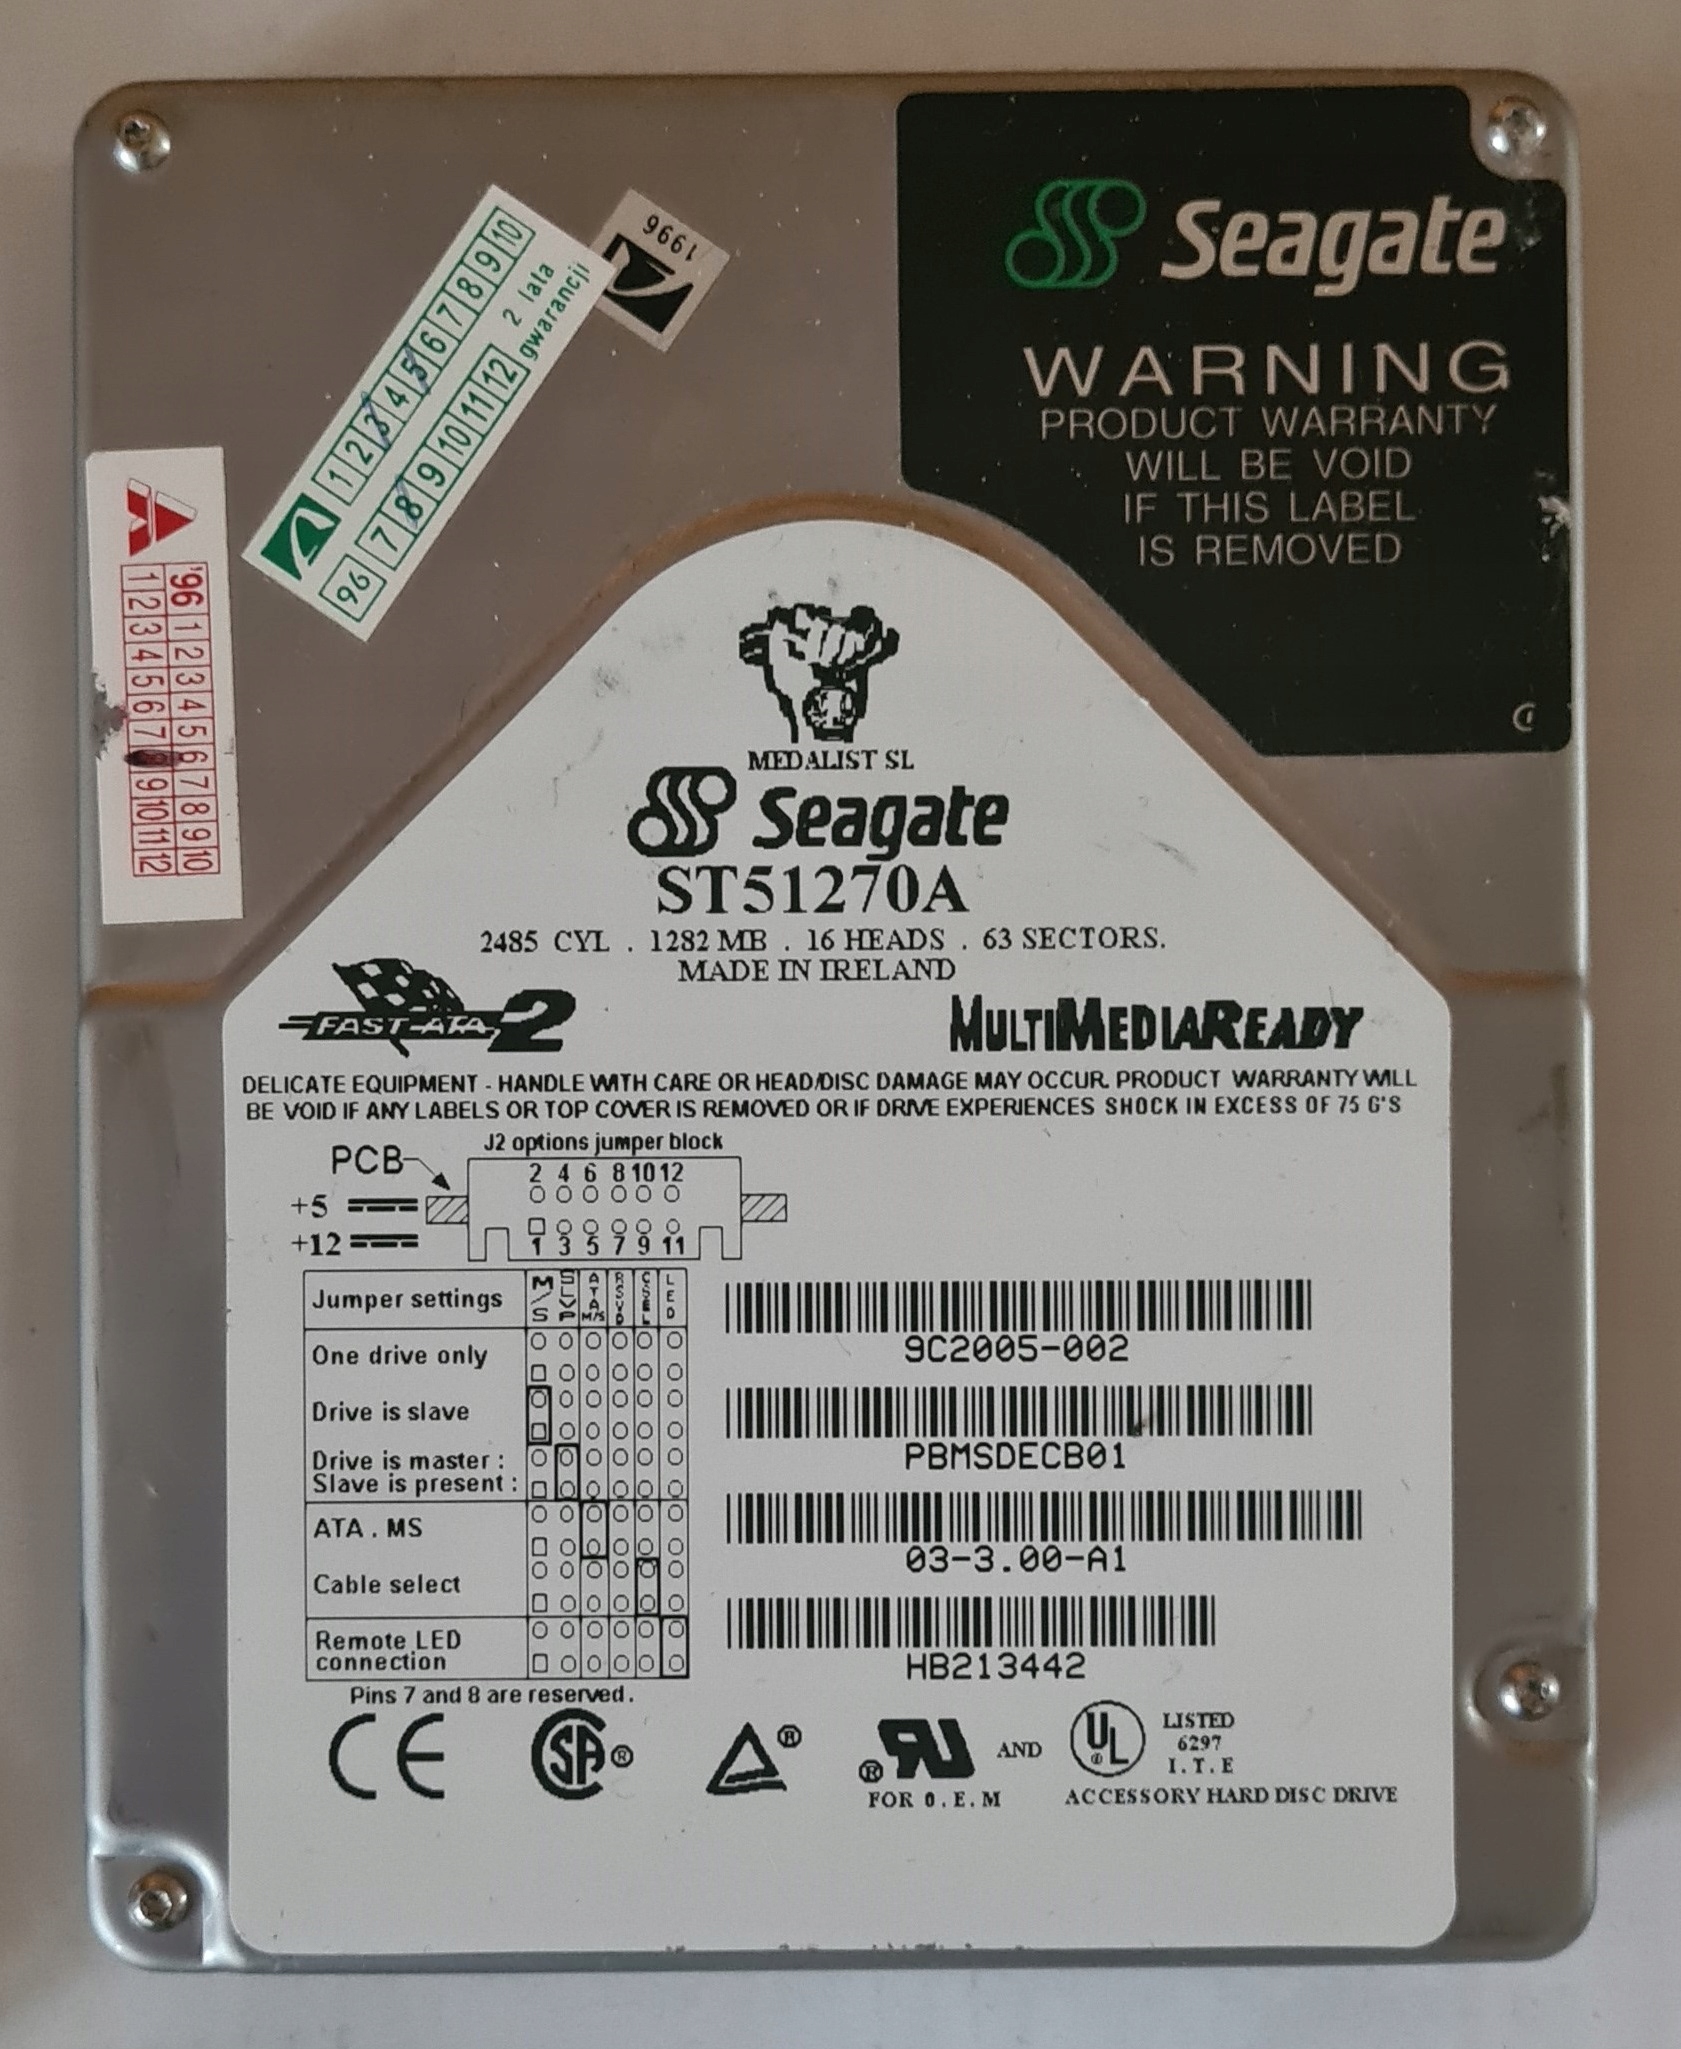 Seagate
WARNING
PRODUCT WARRANTY
WILL BE VOID
IF THIS LABEL
IS REMOVED
1996
1 2 3 4 5 6 7 8 9 10
96 7 8 9 10 11 12
2 lata
gwarancji
'96 1 2 3 4 5 6 7 8 9 10
1 2 3 4 5 6 7 9 10 11 12
MEDALIST SL
Seagate
ST51270A
2485 CYL . 1282 MB . 16 HEADS . 63 SECTORS.
MADE IN IRELAND
FAST ATA 2
MULTIMEDIAREADY
DELICATE EQUIPMENT - HANDLE WITH CARE OR HEAD/DISC DAMAGE MAY OCCUR. PRODUCT WARRANTY WILL
BE VOID IF ANY LABELS OR TOP COVER IS REMOVED OR IF DRIVE EXPERIENCES SHOCK IN EXCESS OF 75 G'S
J2 options jumper block
PCB
2 4 6 8 10 12
+5
+12
1 3 5 7 9 11
Jumper settings
M/S SLVP ATA M/S RSVD CSEL LED
One drive only
Drive is slave
Drive is master :
Slave is present :
ATA . MS
Cable select
Remote LED
connection
Pins 7 and 8 are reserved.
9C2005-002
PBMSDECB01
03-3.00-A1
HB213442
CE
SA ®
®
® RU
FOR O.E.M
AND
UL ®
LISTED
6297
I.T.E
ACCESSORY HARD DISC DRIVE